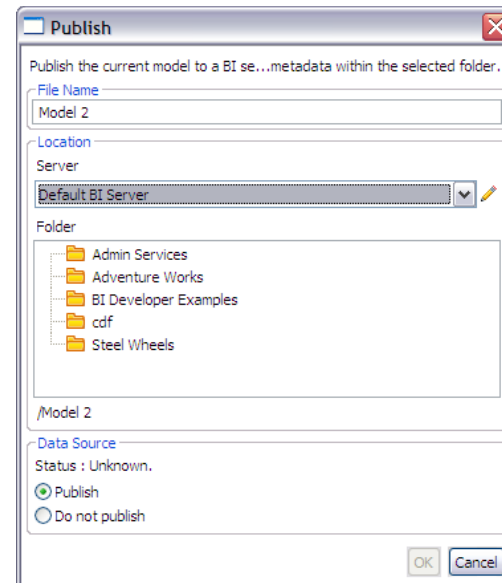 Publish
Publish the current model to a BI se...metadata within the selected folder.
File Name
Model 2
Location
Server
Default BI Server
Folder
Admin Services
Adventure Works
BI Developer Examples
cdf
Steel Wheels
/Model 2
Data Source
Status : Unknown.
Publish
Do not publish
OK Cancel